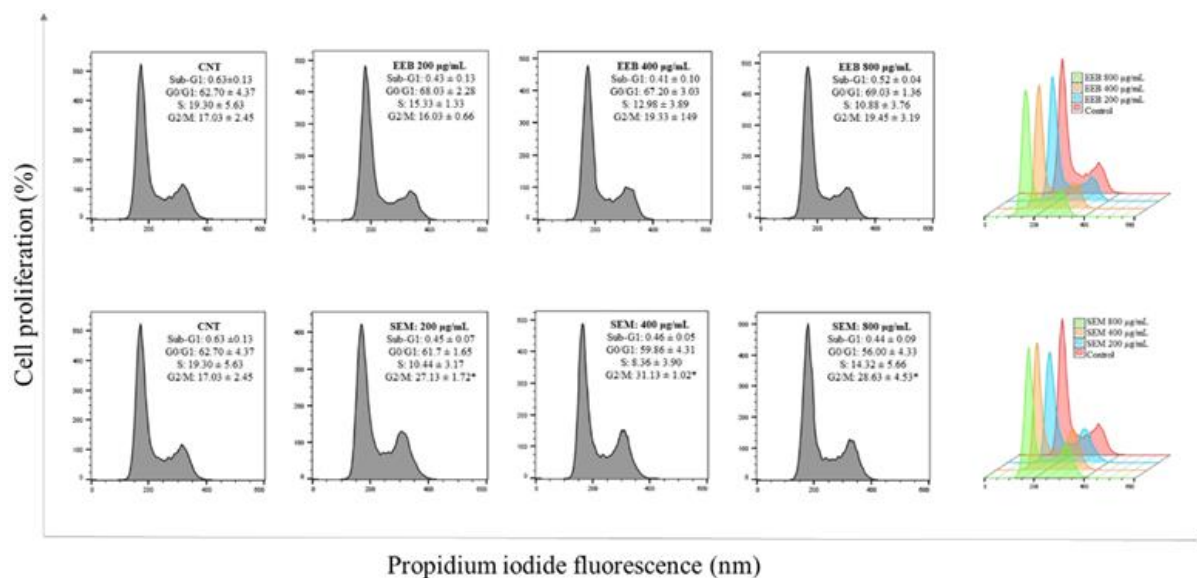 Cell proliferation (%)
CNT
Sub-G1: 0.63±0.13
G0/G1: 62.70 ± 4.37
S: 19.30 ± 5.63
G2/M: 17.03 ± 2.45
EEB 200 µg/mL
Sub-G1: 0.43 ± 0.13
G0/G1: 68.03 ± 2.28
S: 15.33 ± 1.33
G2/M: 16.03 ± 0.66
EEB 400 µg/mL
Sub-G1: 0.41 ± 0.10
G0/G1: 67.20 ± 3.03
S: 12.98 ± 3.89
G2/M: 19.33 ± 149
EEB 800 µg/mL
Sub-G1: 0.52 ± 0.04
G0/G1: 69.03 ± 1.36
S: 10.88 ± 3.76
G2/M: 19.45 ± 3.19
EEB 800 µg/mL
EEB 400 µg/mL
EEB 200 µg/mL
Control
CNT
Sub-G1: 0.63 ±0.13
G0/G1: 62.70 ± 4.37
S: 19.30 ± 5.63
G2/M: 17.03 ± 2.45
SEM: 200 µg/mL
Sub-G1: 0.45 ± 0.07
G0/G1: 61.7 ± 1.65
S: 10.44 ± 3.17
G2/M: 27.13 ± 1.72*
SEM: 400 µg/mL
Sub-G1: 0.46 ± 0.05
G0/G1: 59.86 ± 4.31
S: 8.36 ± 3.90
G2/M: 31.13 ± 1.02*
SEM: 800 µg/mL
Sub-G1: 0.44 ± 0.09
G0/G1: 56.00 ± 4.33
S: 14.32 ± 5.66
G2/M: 28.63 ± 4.53*
SEM 800 µg/mL
SEM 400 µg/mL
SEM 200 µg/mL
Control
0 200 400 600
Propidium iodide fluorescence (nm)